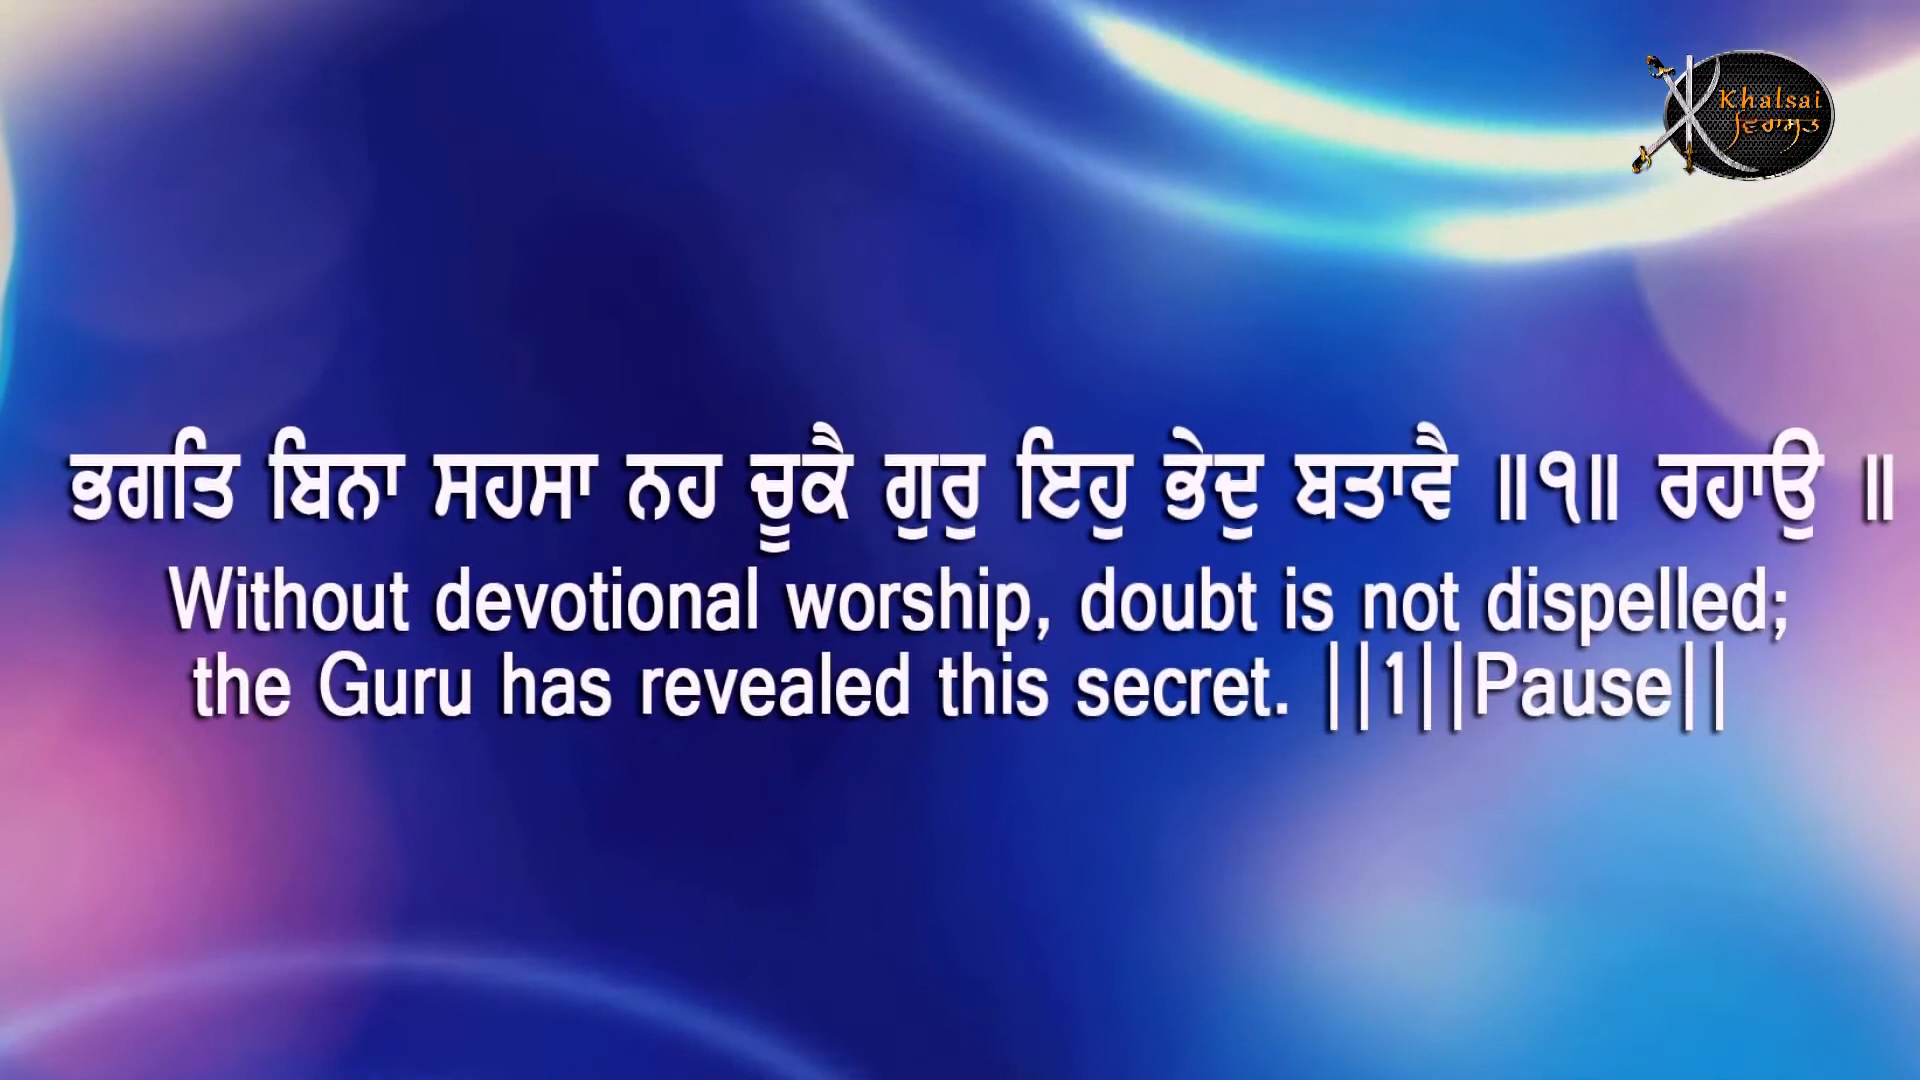 Khalsai
ਵਿਰਾਸਤ
ਭਗਤਿ ਬਿਨਾ ਸਹਸਾ ਨਹ ਚੂਕੈ ਗੁਰੁ ਇਹੁ ਭੇਦੁ ਬਤਾਵੈ ॥੧॥ ਰਹਾਉ ॥
Without devotional worship, doubt is not dispelled;
the Guru has revealed this secret. ||1||Pause||